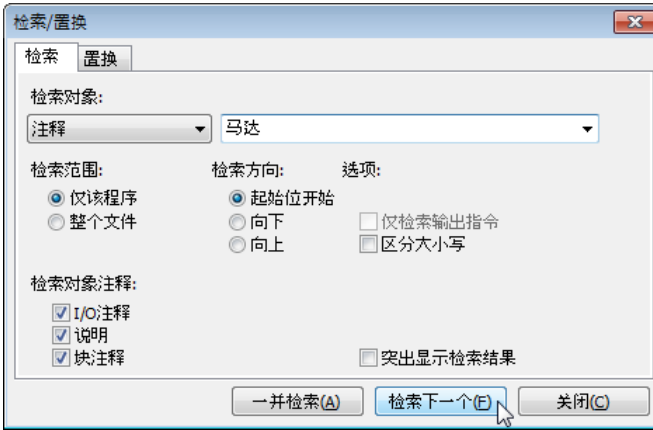 检索/置换
检索 置换
检索对象:
注释 马达
检索范围: 检索方向: 选项:
仅该程序 起始位开始
整个文件 向下 仅检索输出指令
向上 区分大小写
检索对象注释:
I/O注释
说明
块注释 突出显示检索结果
一并检索(A) 检索下一个(F) 关闭(C)